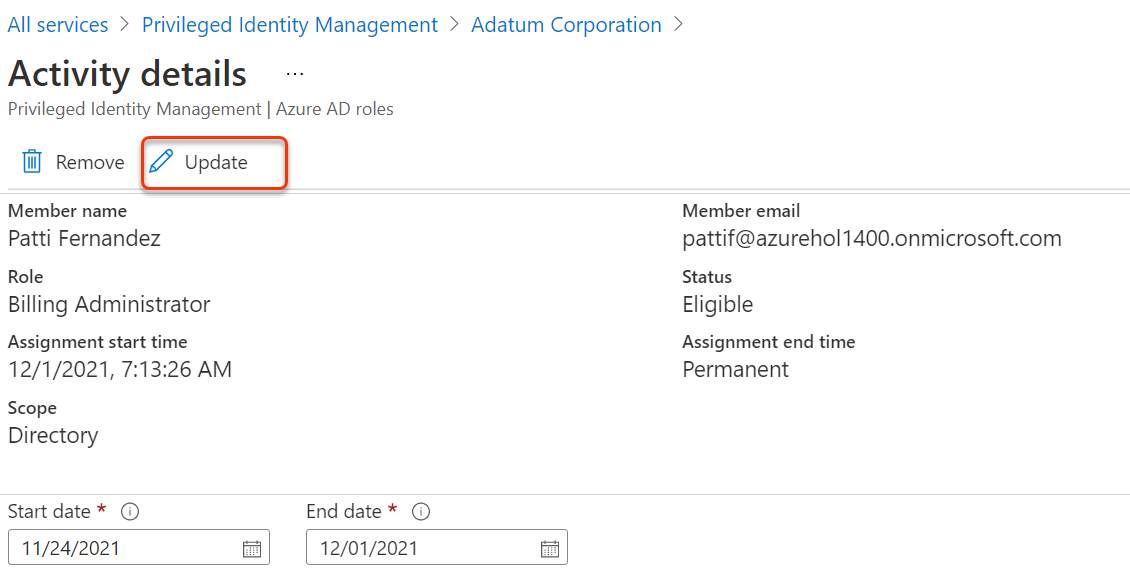 All services > Privileged Identity Management > Adatum Corporation >
Activity details ...
Privileged Identity Management | Azure AD roles
Remove Update
Member name Member email
Patti Fernandez pattif@azurehol1400.onmicrosoft.com
Role Status
Billing Administrator Eligible
Assignment start time Assignment end time
12/1/2021, 7:13:26 AM Permanent
Scope
Directory
Start date * End date *
11/24/2021 12/01/2021